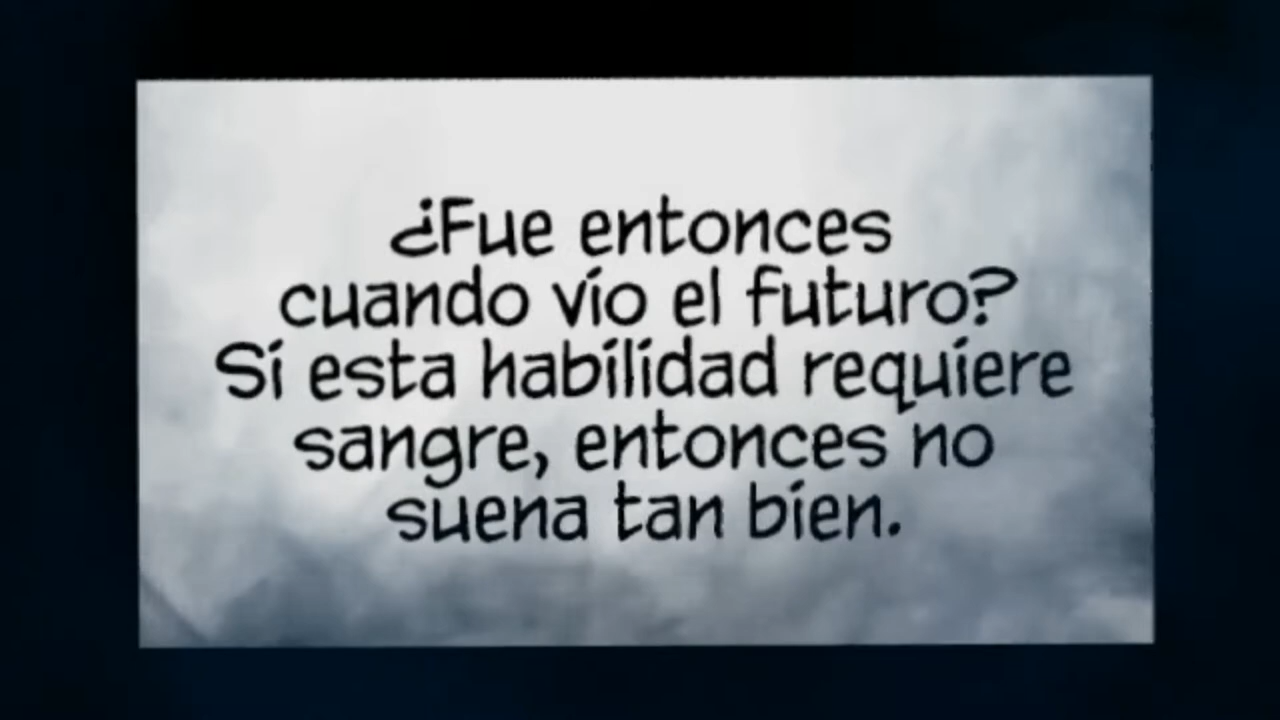 ¿Fue entonces
cuando vio el futuro?
Si esta habilidad requiere
sangre, entonces no
suena tan bien.